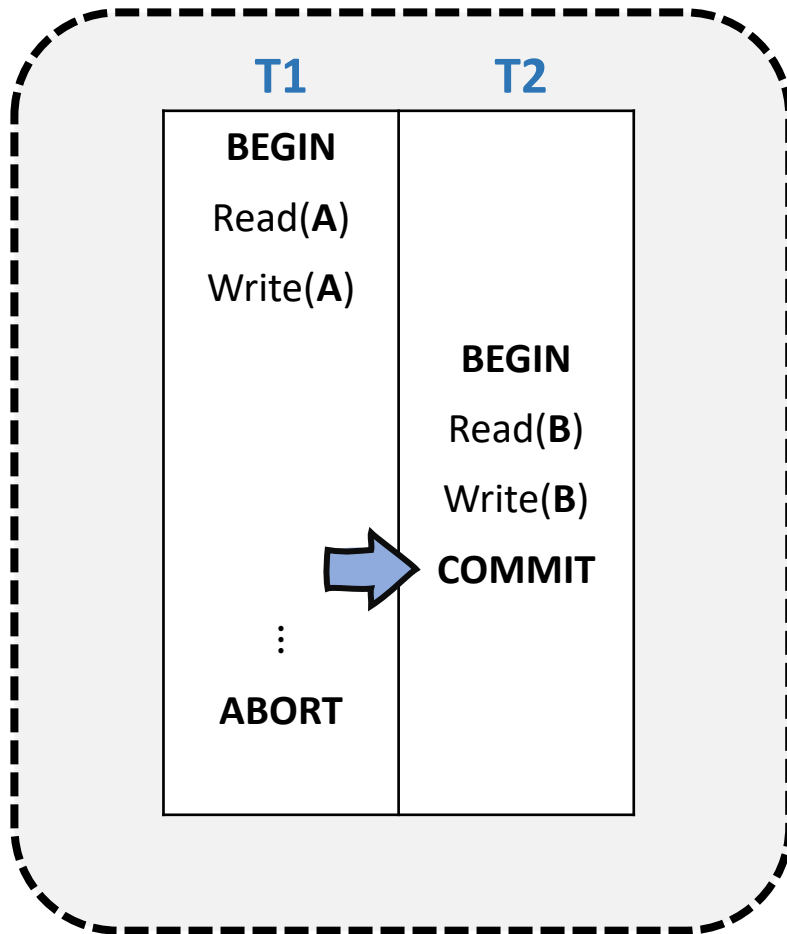 T1 T2
BEGIN
Read(A)
Write(A)
BEGIN
Read(B)
Write(B)
COMMIT
⋮
ABORT